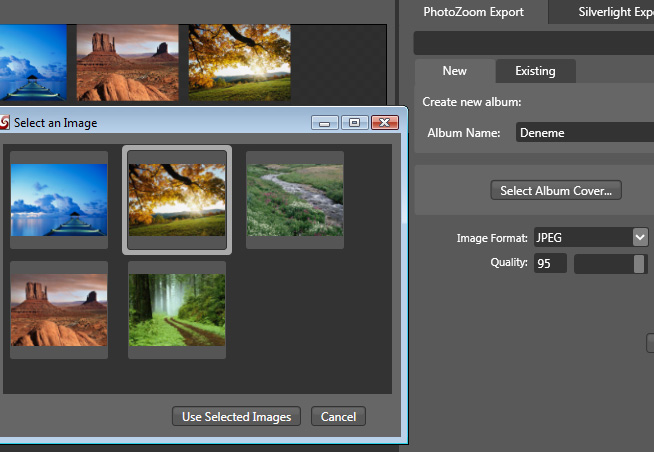 PhotoZoom Export
Silverlight Exp
New
Existing
Create new album:
Album Name: Deneme
Select Album Cover...
Image Format: JPEG
Quality: 95
Select an Image
Use Selected Images
Cancel